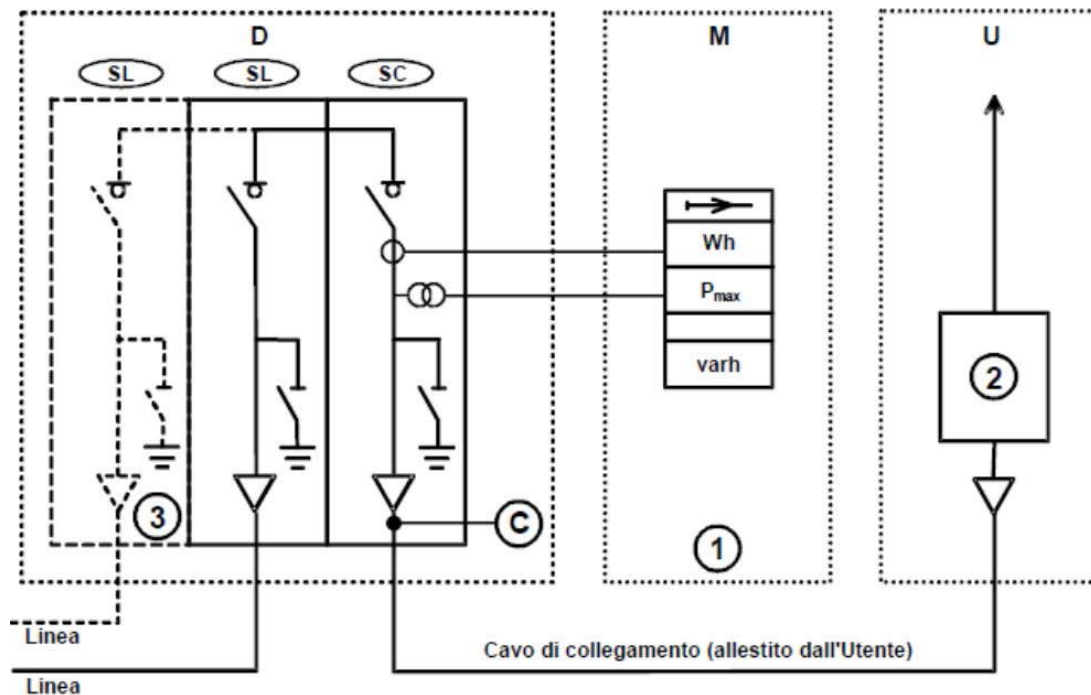 D
M
U
SL
SL
SC
Wh
Pmax
varh
2
3
C
1
Linea
Cavo di collegamento (allestito dall'Utente)
Linea